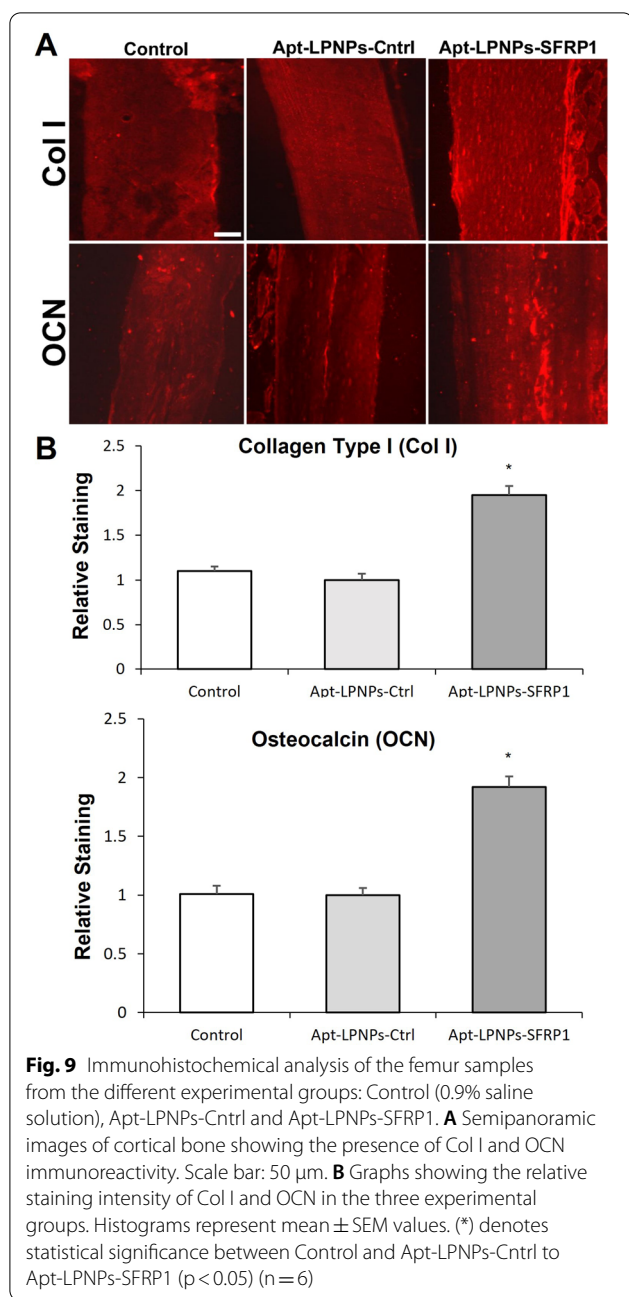 A
Control Apt-LPNPs-Cntrl Apt-LPNPs-SFRP1
Col I
OCN
B
Collagen Type I (Col I)
Relative Staining
2.5
2
1.5
1
0.5
0
*
Control Apt-LPNPs-Ctrl Apt-LPNPs-SFRP1
Osteocalcin (OCN)
Relative Staining
2.5
2
1.5
1
0.5
0
*
Control Apt-LPNPs-Ctrl Apt-LPNPs-SFRP1
Fig. 9 Immunohistochemical analysis of the femur samples
from the different experimental groups: Control (0.9% saline
solution), Apt-LPNPs-Cntrl and Apt-LPNPs-SFRP1. A Semipanoramic
images of cortical bone showing the presence of Col I and OCN
immunoreactivity. Scale bar: 50 µm. B Graphs showing the relative
staining intensity of Col I and OCN in the three experimental
groups. Histograms represent mean ± SEM values. (*) denotes
statistical significance between Control and Apt-LPNPs-Cntrl to
Apt-LPNPs-SFRP1 (p < 0.05) (n = 6)